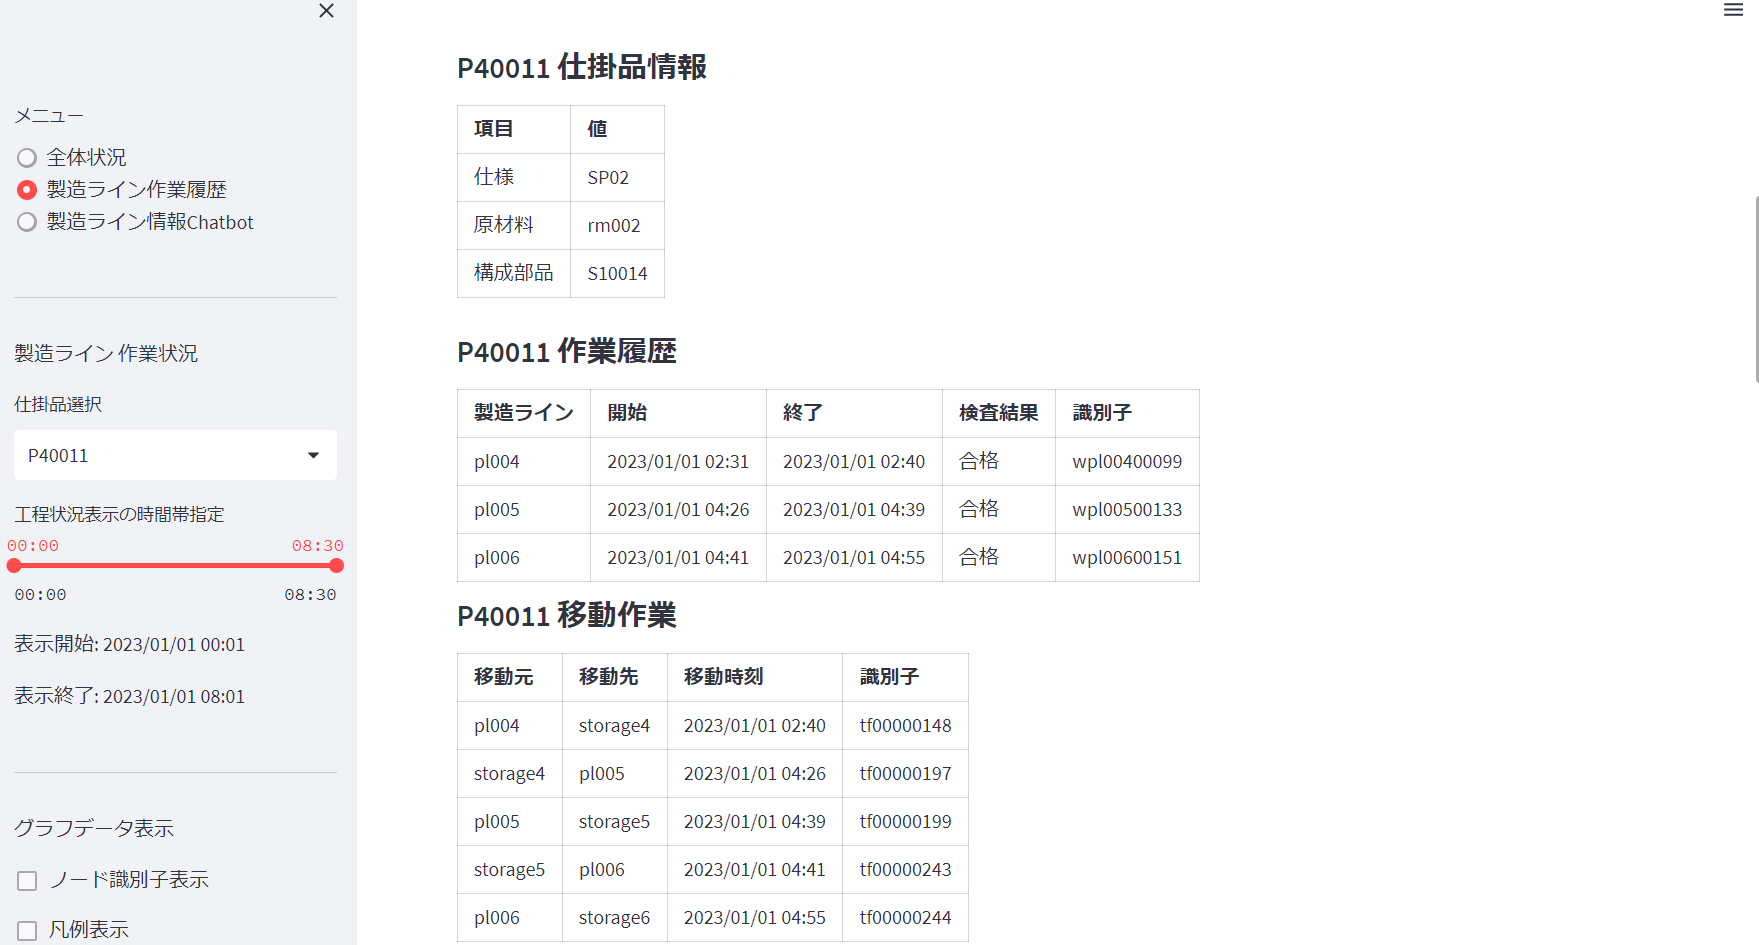 メニュー
全体状況
製造ライン作業履歴
製造ライン情報Chatbot
製造ライン 作業状況
仕掛品選択
P40011
工程状況表示の時間帯指定
00:00 08:30
00:00 08:30
表示開始: 2023/01/01 00:01
表示終了: 2023/01/01 08:01
グラフデータ表示
ノード識別子表示
凡例表示
P40011 仕掛品情報
項目 値
仕様 SP02
原材料 rm002
構成部品 S10014
P40011 作業履歴
製造ライン 開始 終了 検査結果 識別子
pl004 2023/01/01 02:31 2023/01/01 02:40 合格 wpl00400099
pl005 2023/01/01 04:26 2023/01/01 04:39 合格 wpl00500133
pl006 2023/01/01 04:41 2023/01/01 04:55 合格 wpl00600151
P40011 移動作業
移動元 移動先 移動時刻 識別子
pl004 storage4 2023/01/01 02:40 tf00000148
storage4 pl005 2023/01/01 04:26 tf00000197
pl005 storage5 2023/01/01 04:39 tf00000199
storage5 pl006 2023/01/01 04:41 tf00000243
pl006 storage6 2023/01/01 04:55 tf00000244